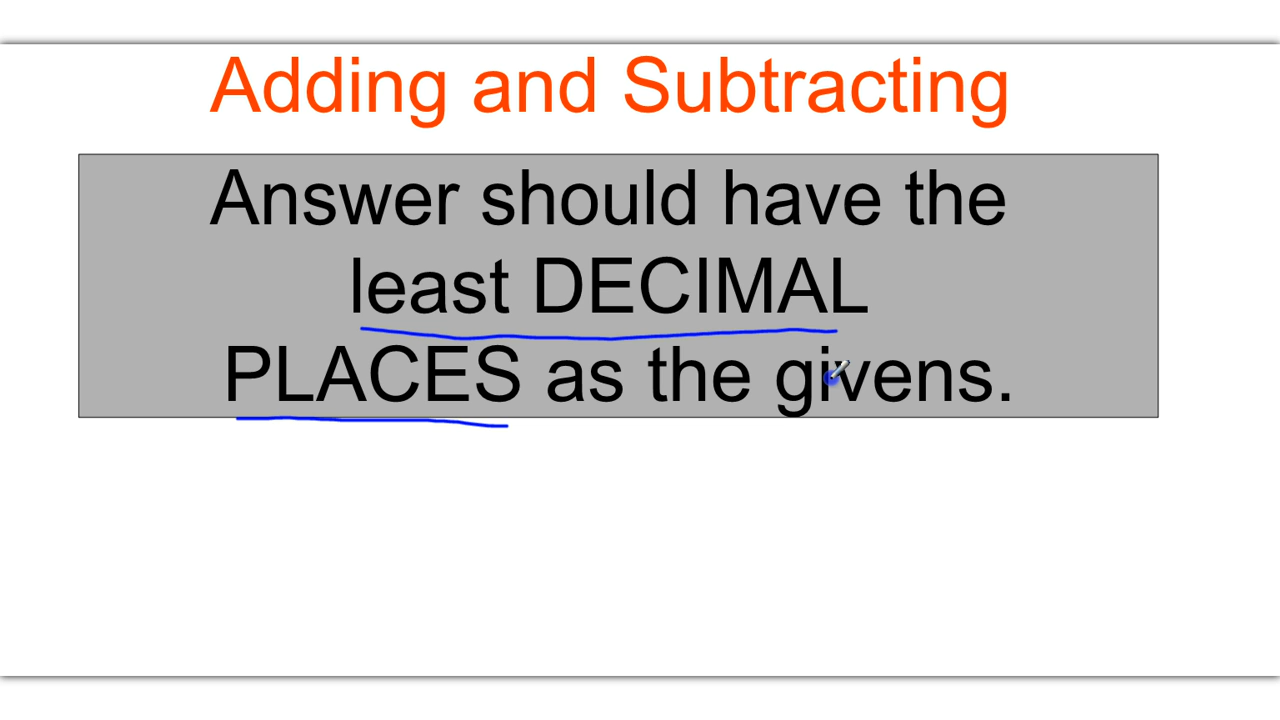 Adding and Subtracting
Answer should have the
least DECIMAL
PLACES as the givens.